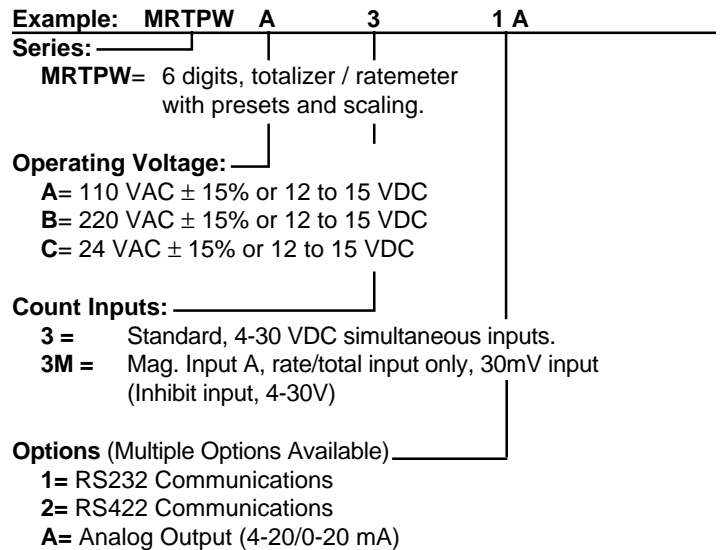 Example: MRTPW A 3 1 A
Series:
MRTPW= 6 digits, totalizer / ratemeter
with presets and scaling.
Operating Voltage:
A= 110 VAC ± 15% or 12 to 15 VDC
B= 220 VAC ± 15% or 12 to 15 VDC
C= 24 VAC ± 15% or 12 to 15 VDC
Count Inputs:
3 = Standard, 4-30 VDC simultaneous inputs.
3M = Mag. Input A, rate/total input only, 30mV input
(Inhibit input, 4-30V)
Options (Multiple Options Available)
1= RS232 Communications
2= RS422 Communications
A= Analog Output (4-20/0-20 mA)